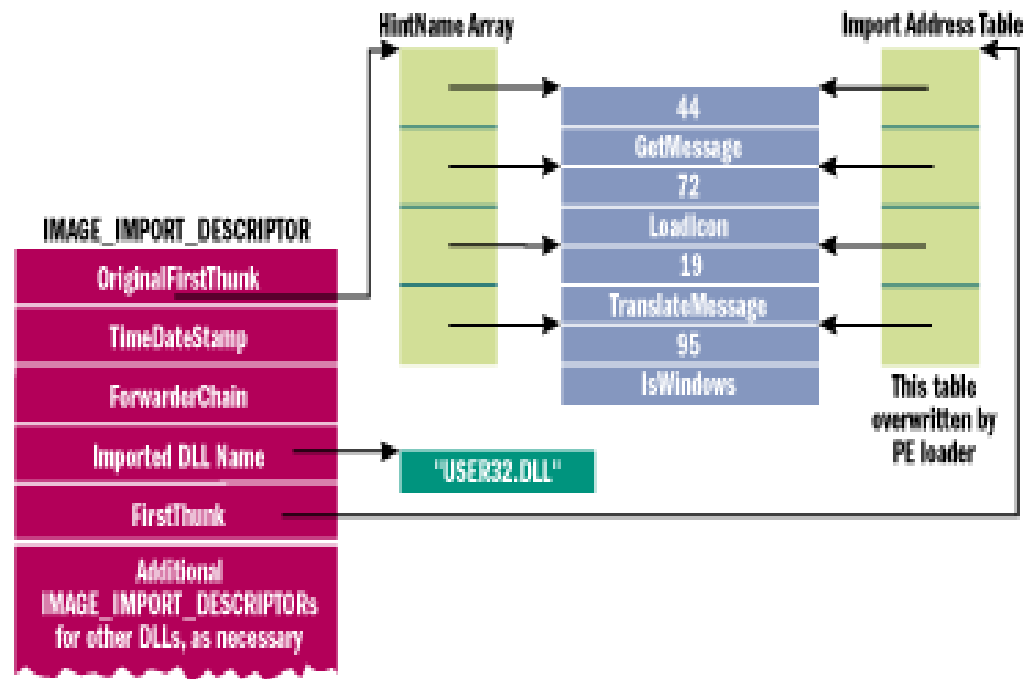 HintName Array
Import Address Table
44
GetMessage
72
LoadIcon
19
TranslateMessage
95
IsWindows
IMAGE_IMPORT_DESCRIPTOR
OriginalFirstThunk
TimeDateStamp
ForwarderChain
Imported DLL Name
FirstThunk
Additional
IMAGE_IMPORT_DESCRIPTORs
for other DLLs, as necessary
"USER32.DLL"
This table
overwritten by
PE loader